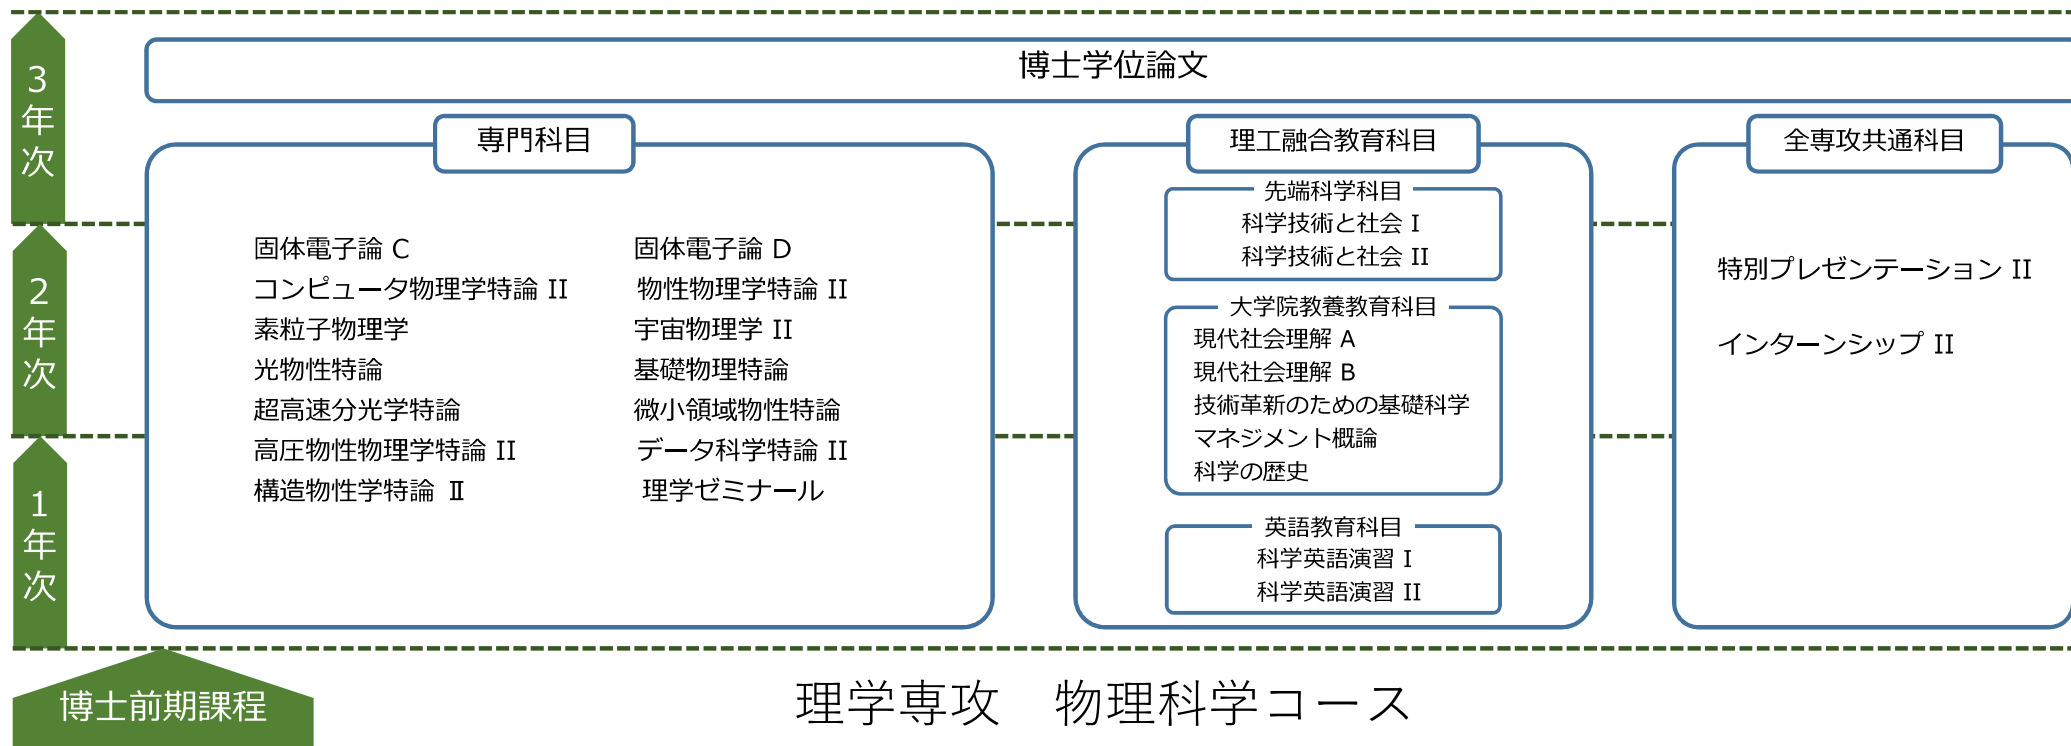 3年次
博士学位論文
専門科目
理工融合教育科目
全専攻共通科目
固体電子論 C
固体電子論 D
コンピュータ物理学特論 II
物性物理学特論 II
素粒子物理学
宇宙物理学 II
光物性特論
基礎物理特論
超高速分光学特論
微小領域物性特論
高圧物性物理学特論 II
データ科学特論 II
構造物性学特論 Ⅱ
理学ゼミナール
先端科学科目
科学技術と社会 I
科学技術と社会 II
大学院教養教育科目
現代社会理解 A
現代社会理解 B
技術革新のための基礎科学
マネジメント概論
科学の歴史
英語教育科目
科学英語演習 I
科学英語演習 II
特別プレゼンテーション II
インターンシップ II
2年次
1年次
博士前期課程
理学専攻　物理科学コース